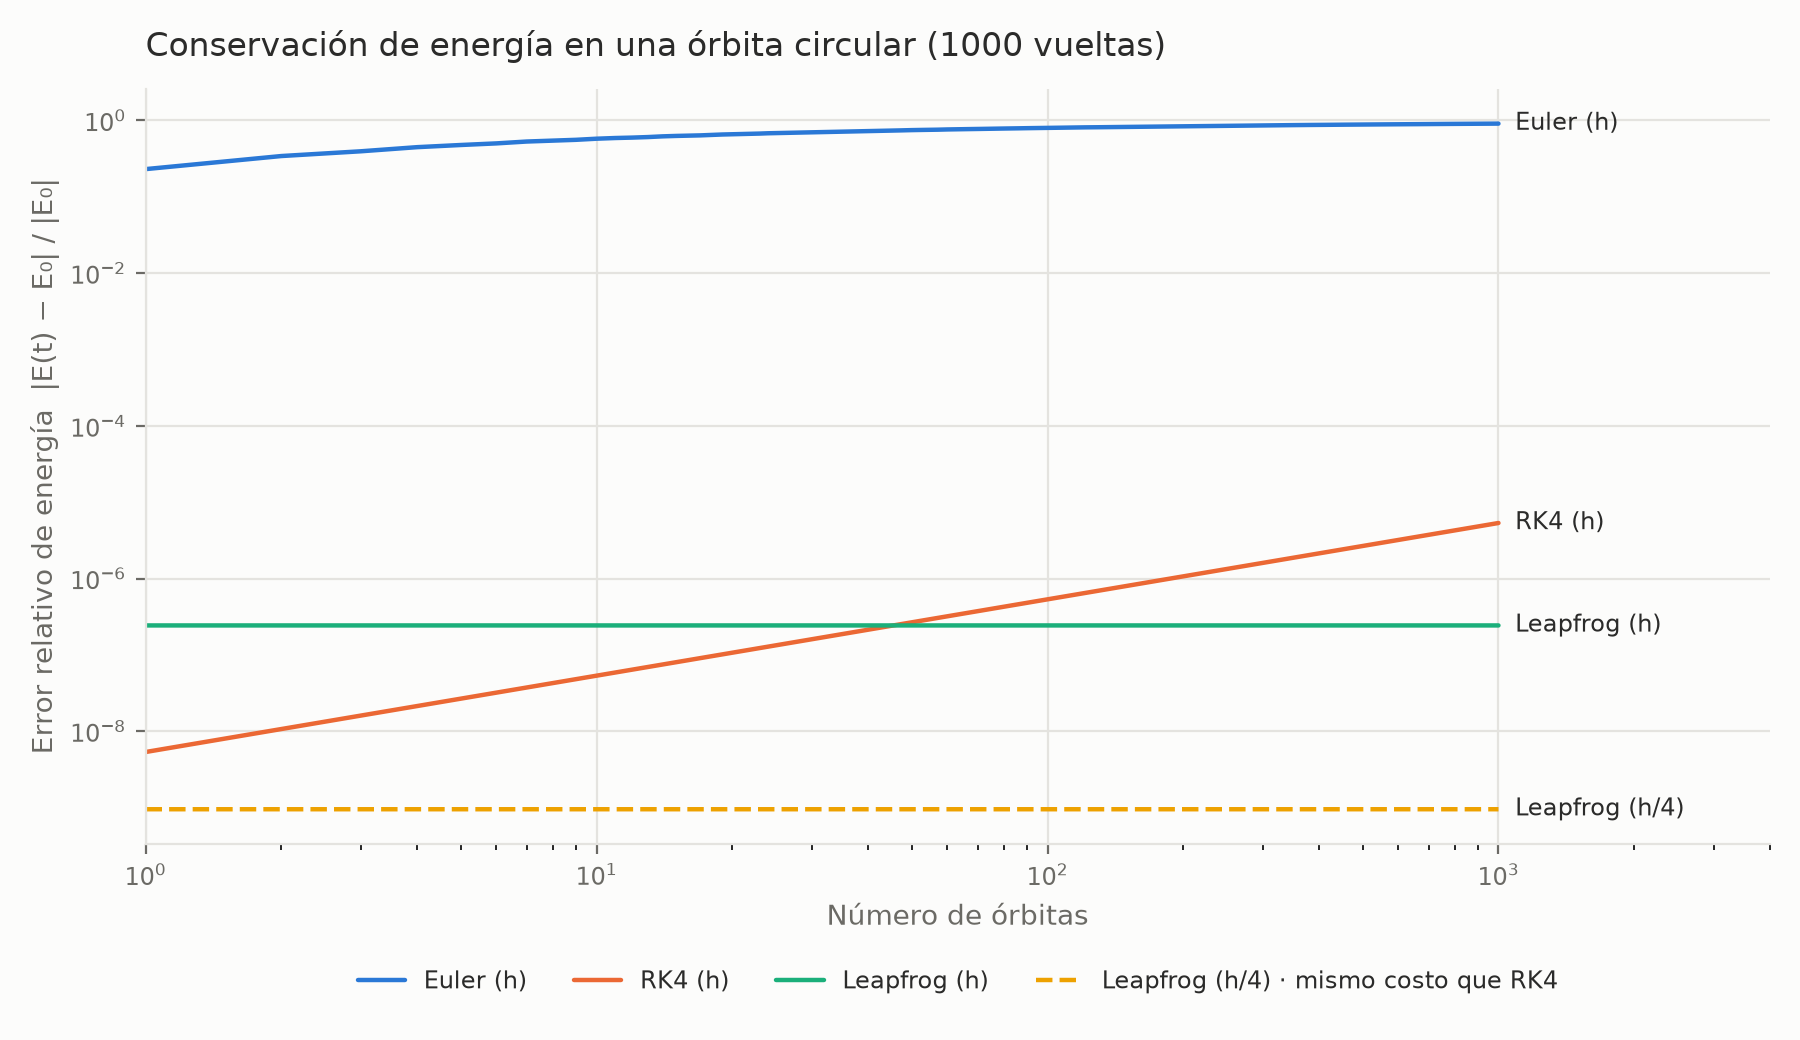 Conservación de energía en una órbita circular (1000 vueltas)
Error relativo de energía |E(t) − E₀| / |E₀|
10⁰
10⁻²
10⁻⁴
10⁻⁶
10⁻⁸
Euler (h)
RK4 (h)
Leapfrog (h)
Leapfrog (h/4)
10⁰ 10¹ 10² 10³
Número de órbitas
Euler (h) RK4 (h) Leapfrog (h) Leapfrog (h/4) · mismo costo que RK4